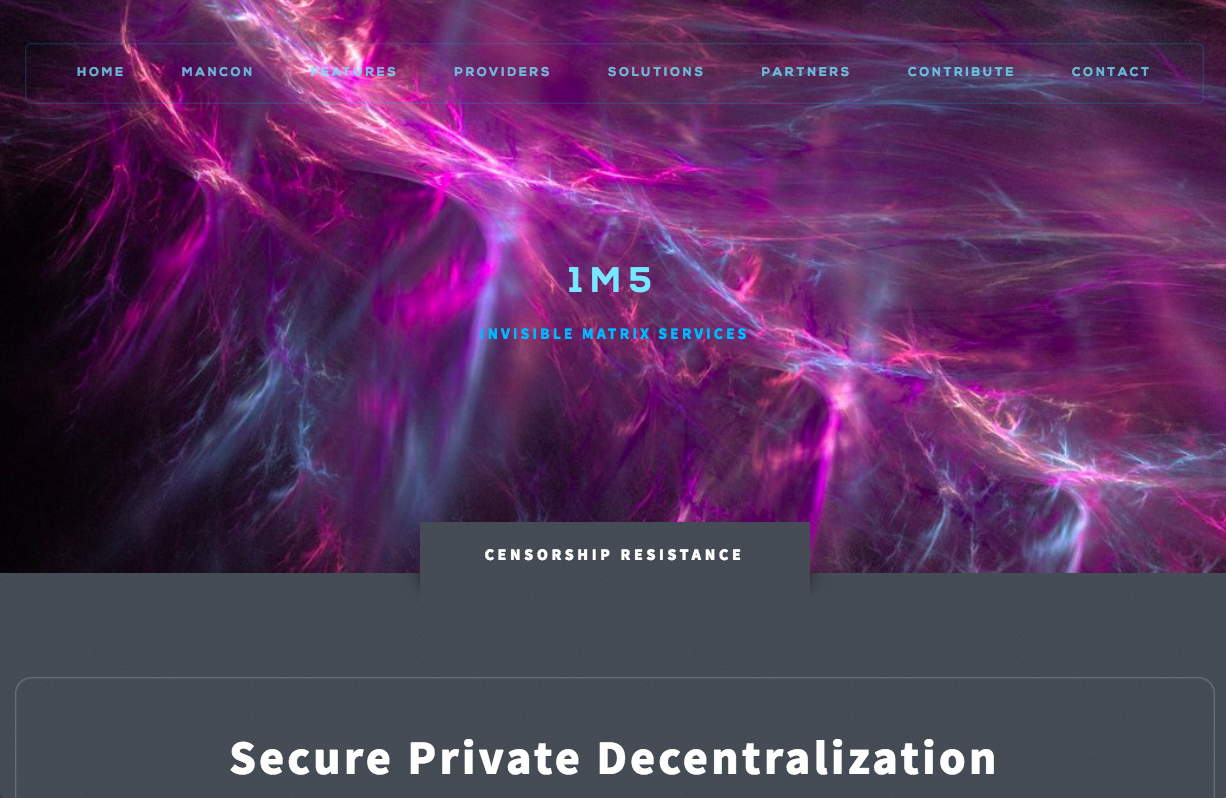 HOME MANCON FEATURES PROVIDERS SOLUTIONS PARTNERS CONTRIBUTE CONTACT
1M5
INVISIBLE MATRIX SERVICES
CENSORSHIP RESISTANCE
Secure Private Decentralization